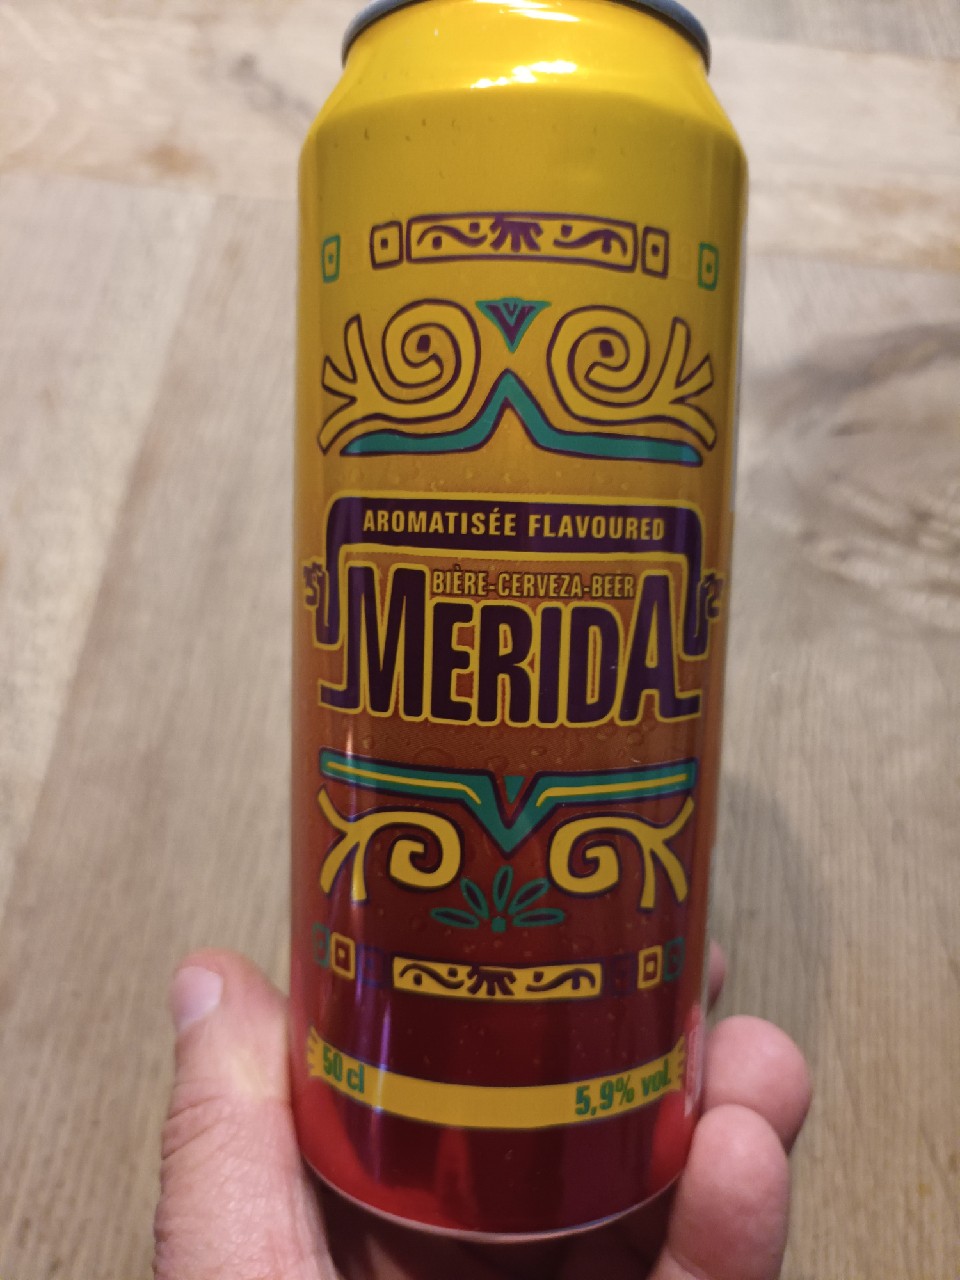 AROMATISÉE FLAVOURED
BIÈRE-CERVEZA-BEER
MERIDA
50 cl
5,9% vol.